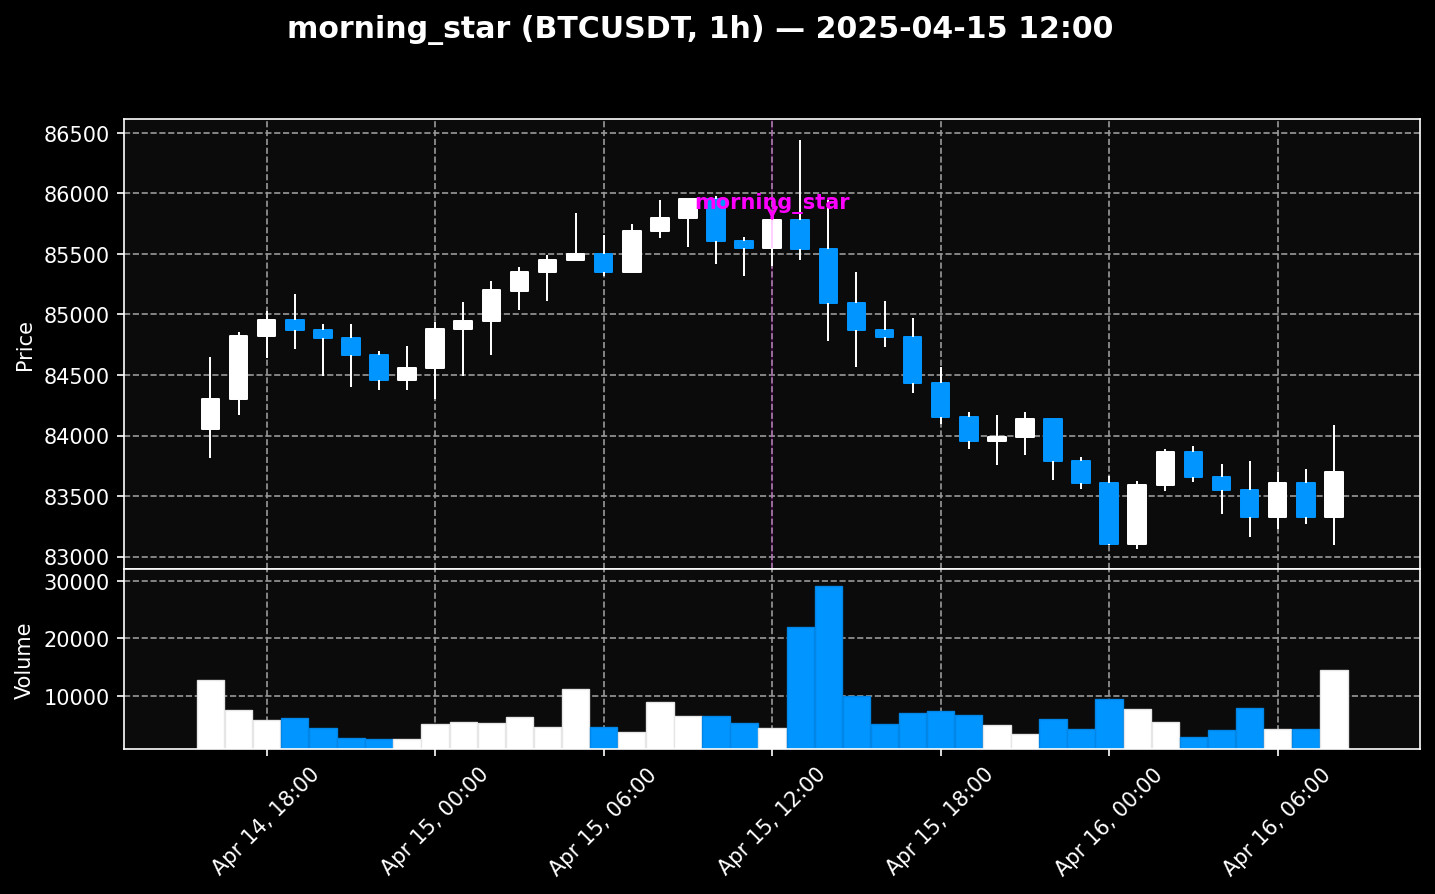 morning_star (BTCUSDT, 1h) — 2025-04-15 12:00
86500
86000
85500
85000
84500
84000
83500
83000
Price
morning_star
30000
20000
10000
Volume
Apr 14, 18:00
Apr 15, 00:00
Apr 15, 06:00
Apr 15, 12:00
Apr 15, 18:00
Apr 16, 00:00
Apr 16, 06:00